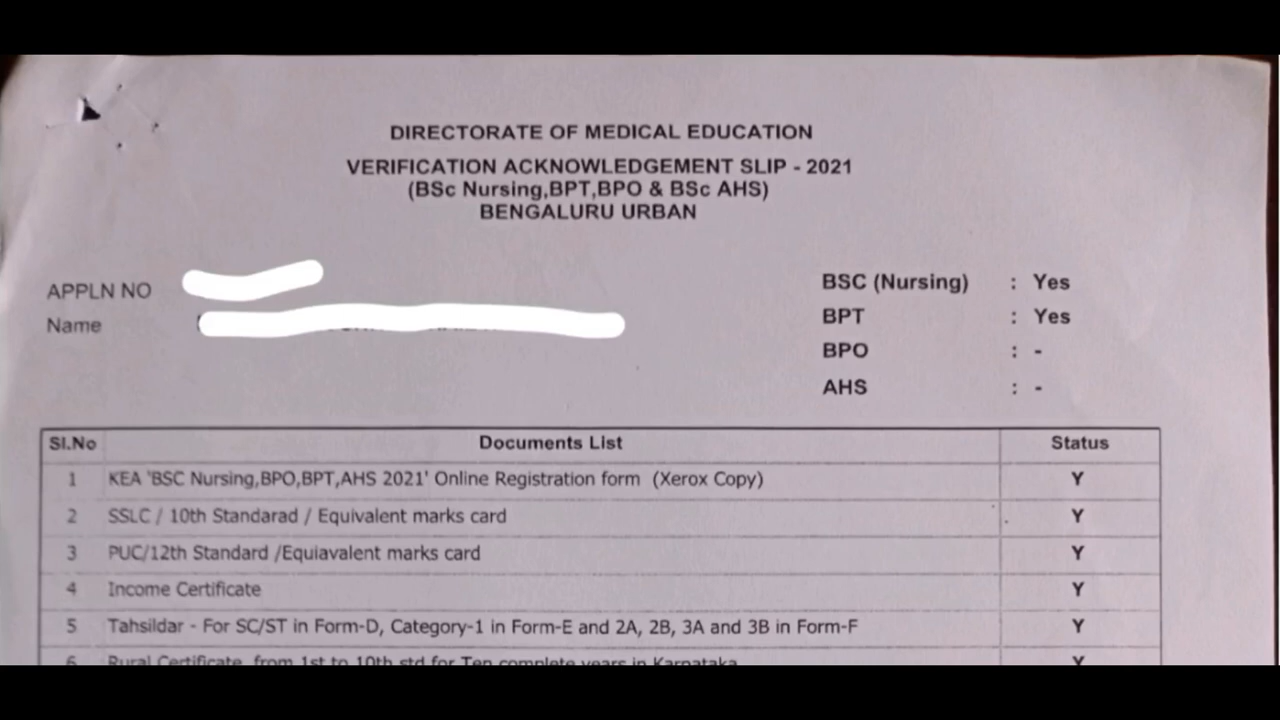 DIRECTORATE OF MEDICAL EDUCATION
VERIFICATION ACKNOWLEDGEMENT SLIP - 2021
(BSc Nursing,BPT,BPO & BSc AHS)
BENGALURU URBAN
APPLN NO
Name
BSC (Nursing) : Yes
BPT : Yes
BPO : -
AHS : -
Sl.No Documents List Status
1 KEA 'BSC Nursing,BPO,BPT,AHS 2021' Online Registration form (Xerox Copy) Y
2 SSLC / 10th Standarad / Equivalent marks card Y
3 PUC/12th Standard /Equiavalent marks card Y
4 Income Certificate Y
5 Tahsildar - For SC/ST in Form-D, Category-1 in Form-E and 2A, 2B, 3A and 3B in Form-F Y
6 Rural Certificate, from 1st to 10th std for Ten complete years in Karnataka Y